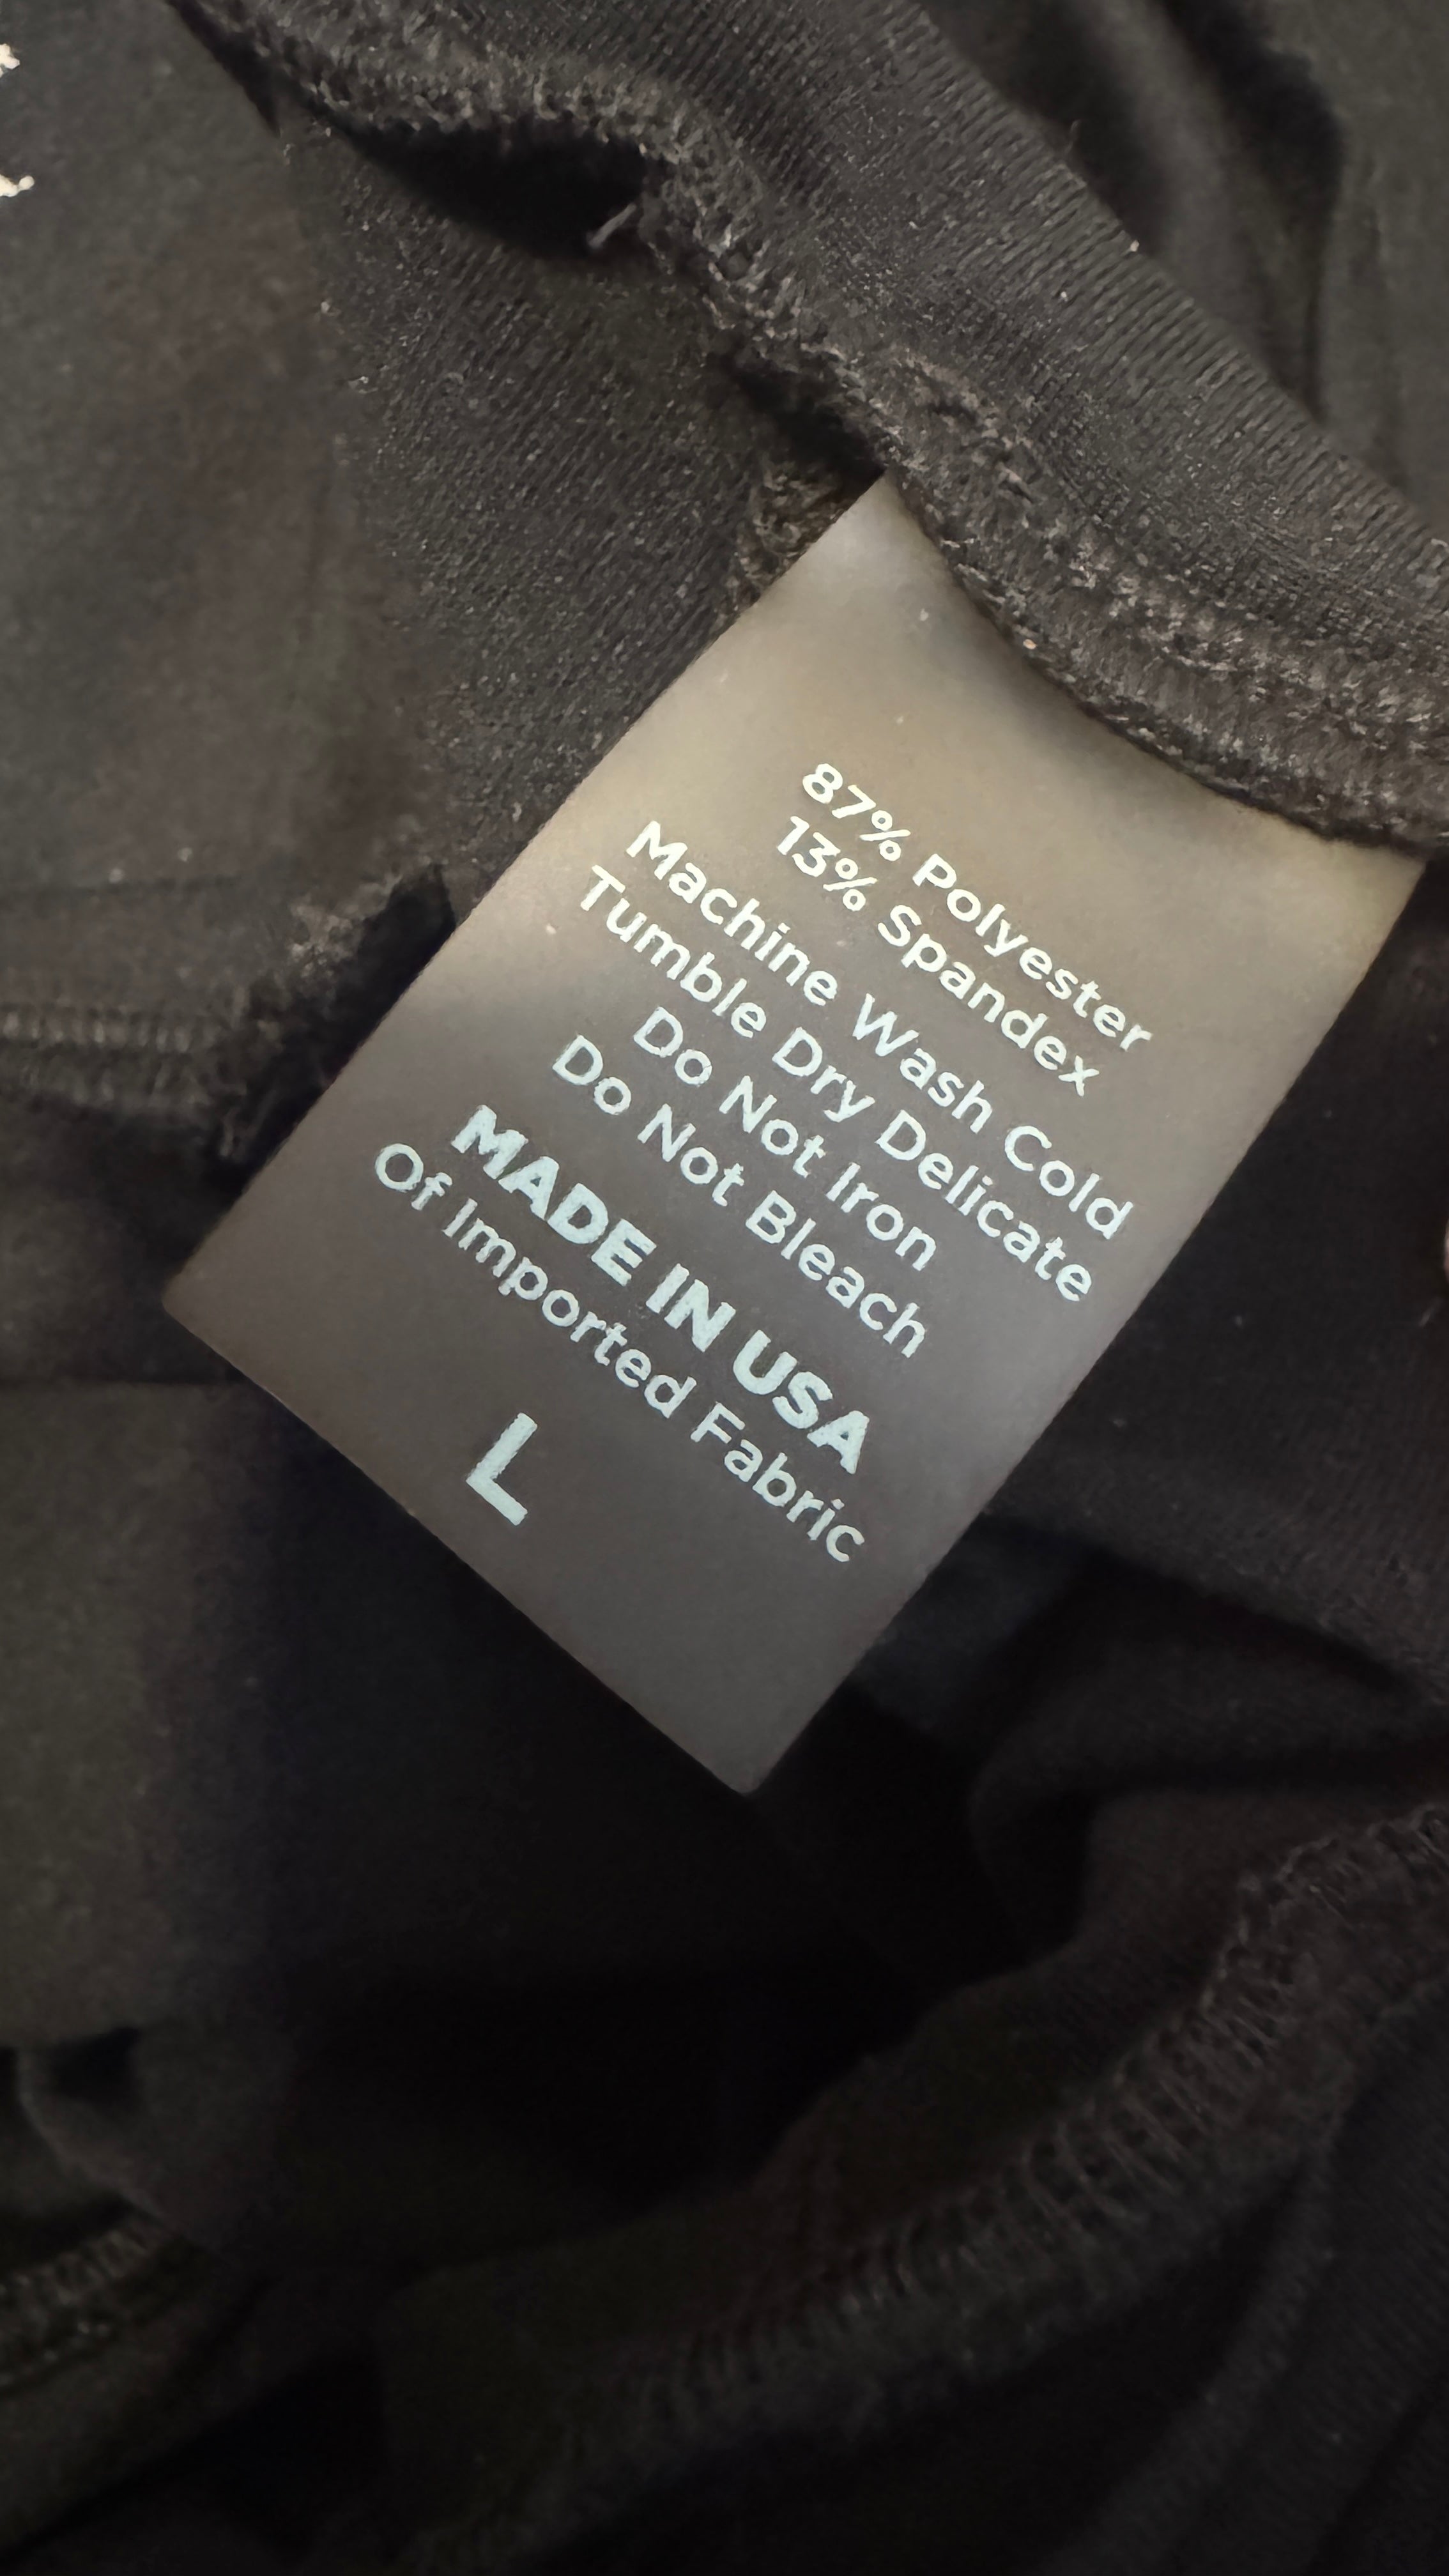 87% Polyester
13% Spandex
Machine Wash Cold
Tumble Dry Delicate
Do Not Iron
Do Not Bleach
MADE IN USA
Of Imported Fabric
L